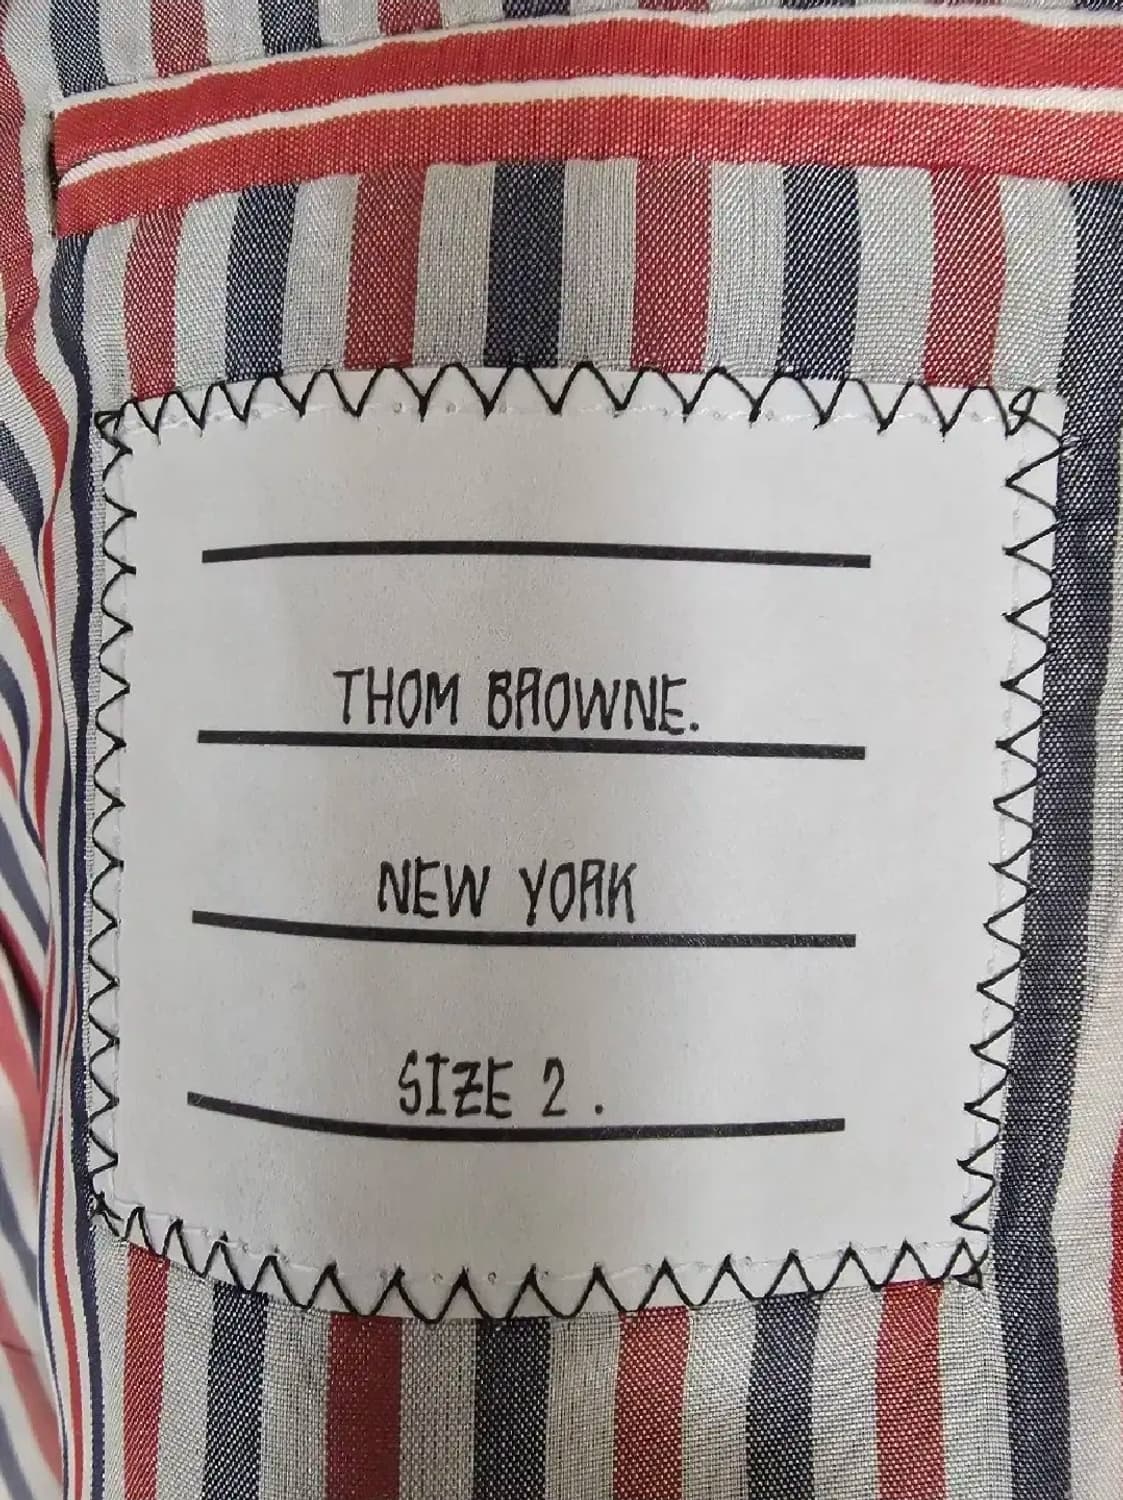 THOM BROWNE.
NEW YORK
SIZE 2.